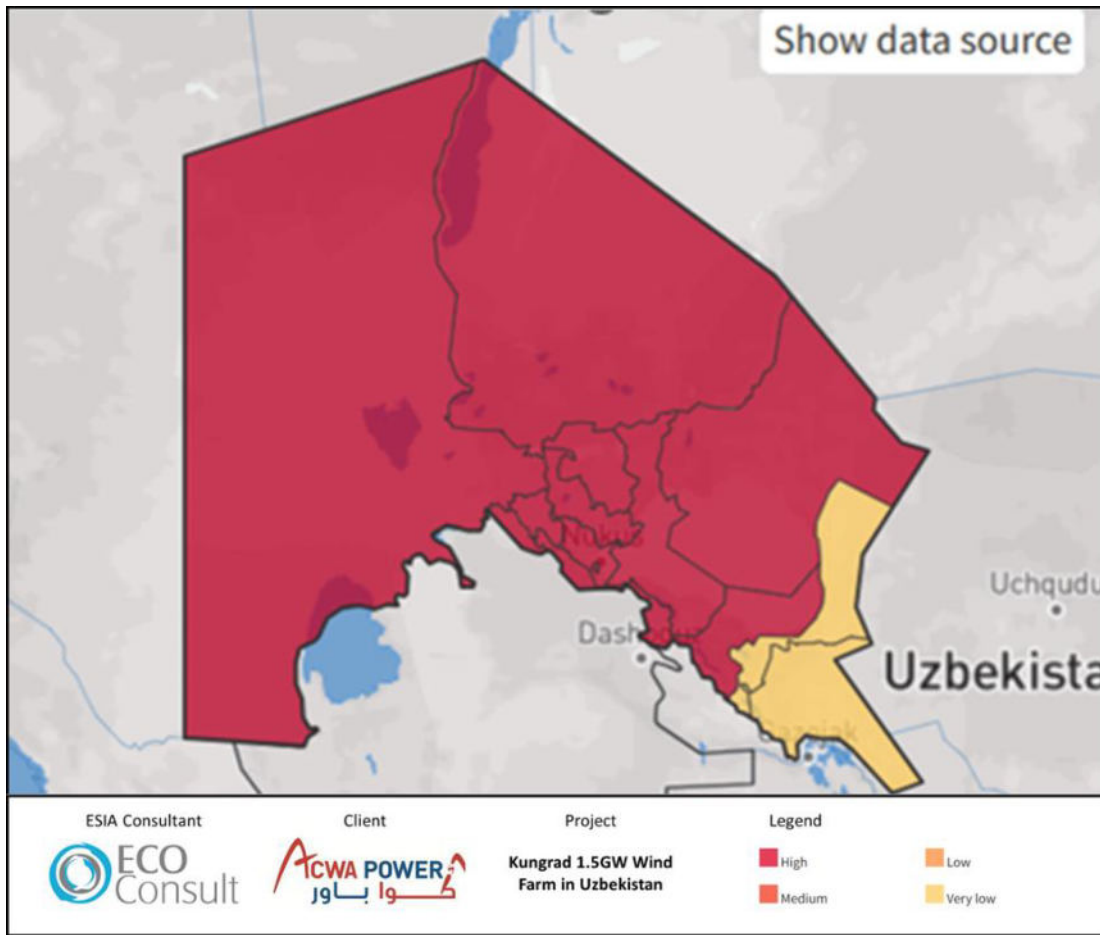 Show data source
Nukus
Uchqudu
Dash
Uzbekista
ESIA Consultant
Client
Project
Legend
ECO
Consult
ACWA POWER
أكوا باور
Kungrad 1.5GW Wind
Farm in Uzbekistan
High
Low
Medium
Very low